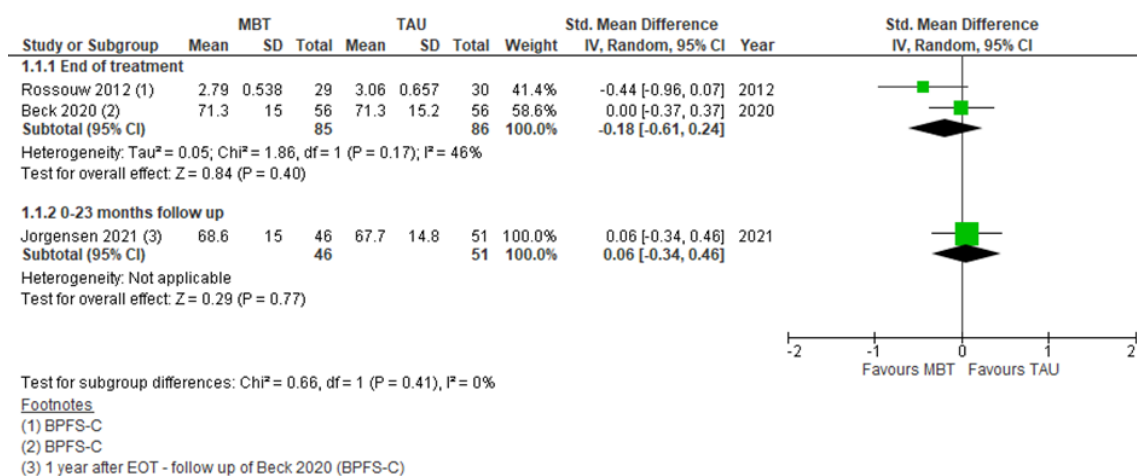 MBT TAU Std. Mean Difference Std. Mean Difference
Study or Subgroup Mean SD Total Mean SD Total Weight IV, Random, 95% CI Year IV, Random, 95% CI
1.1.1 End of treatment
Rossouw 2012 (1) 2.79 0.538 29 3.06 0.657 30 41.4% -0.44 [-0.96, 0.07] 2012
Beck 2020 (2) 71.3 15 56 71.3 15.2 56 58.6% 0.00 [-0.37, 0.37] 2020
Subtotal (95% CI) 85 86 100.0% -0.18 [-0.61, 0.24]
Heterogeneity: Tau² = 0.05; Chi² = 1.86, df = 1 (P = 0.17); I² = 46%
Test for overall effect: Z = 0.84 (P = 0.40)
1.1.2 0-23 months follow up
Jorgensen 2021 (3) 68.6 15 46 67.7 14.8 51 100.0% 0.06 [-0.34, 0.46] 2021
Subtotal (95% CI) 46 51 100.0% 0.06 [-0.34, 0.46]
Heterogeneity: Not applicable
Test for overall effect: Z = 0.29 (P = 0.77)
-2 -1 0 1 2
Favours MBT Favours TAU
Test for subgroup differences: Chi² = 0.66, df = 1 (P = 0.41), I² = 0%
Footnotes
(1) BPFS-C
(2) BPFS-C
(3) 1 year after EOT - follow up of Beck 2020 (BPFS-C)